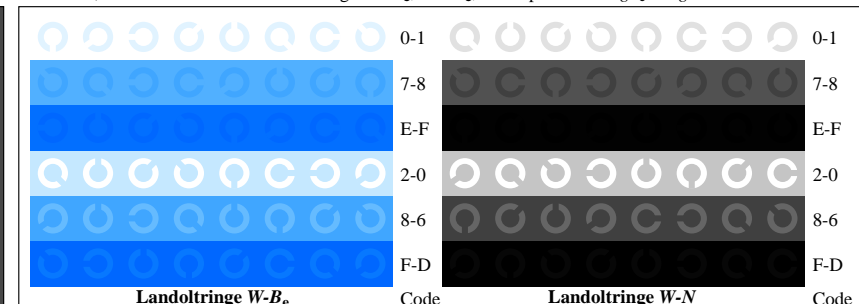 0-1 0-1
7-8 7-8
E-F E-F
2-0 2-0
8-6 8-6
F-D F-D
Landoltringe W-Be Code Landoltringe W-N Code